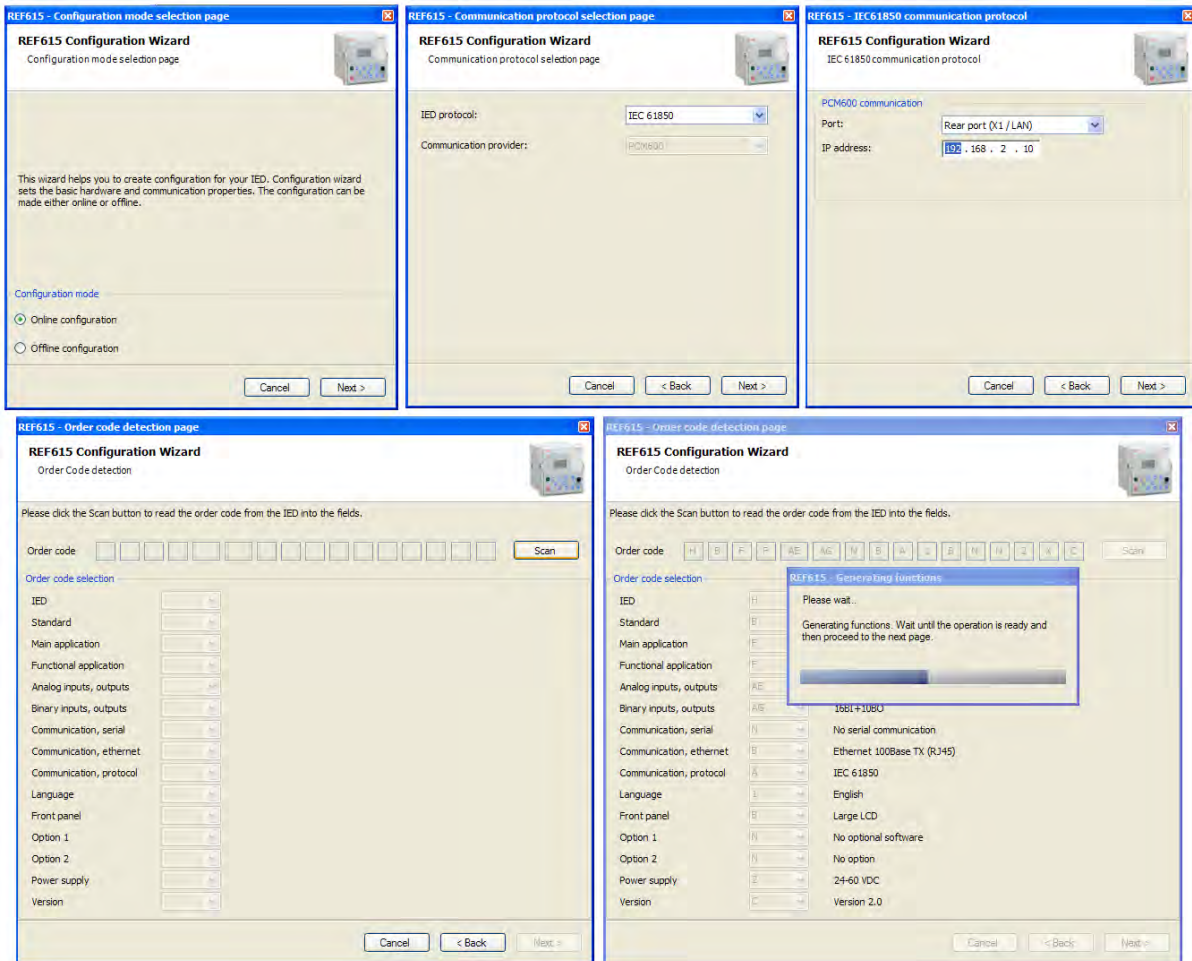 REF615 - Configuration mode selection page
REF615 Configuration Wizard
Configuration mode selection page
This wizard helps you to create configuration for your IED. Configuration wizard
sets the basic hardware and communication properties. The configuration can be
made either online or offline.
Configuration mode
Online configuration
Offline configuration
Cancel
Next >
REF615 - Communication protocol selection page
REF615 Configuration Wizard
Communication protocol selection page
IED protocol:
IEC 61850
Communication provider:
PCM600
Cancel
< Back
Next >
REF615 - IEC61850 communication protocol
REF615 Configuration Wizard
IEC 61850 communication protocol
PCM600 communication
Port:
Rear port (X1 / LAN)
IP address:
192 . 168 . 2 . 10
Cancel
< Back
Next >
REF615 - Order code detection page
REF615 Configuration Wizard
Order Code detection
Please click the Scan button to read the order code from the IED into the fields.
Order code
Scan
Order code selection
IED
Standard
Main application
Functional application
Analog inputs, outputs
Binary inputs, outputs
Communication, serial
Communication, ethernet
Communication, protocol
Language
Front panel
Option 1
Option 2
Power supply
Version
Cancel
< Back
Next >
REF615 - Order code detection page
REF615 Configuration Wizard
Order Code detection
Please click the Scan button to read the order code from the IED into the fields.
Order code H B F F AE AG N B A 1 B N N 2 X C Scan
Order code selection
REF615 - Generating functions
Please wait..
Generating functions. Wait until the operation is ready and
then proceed to the next page.
IED H
Standard B
Main application F
Functional application F
Analog inputs, outputs AE
Binary inputs, outputs AG 16BI+10BO
Communication, serial N No serial communication
Communication, ethernet B Ethernet 100Base TX (RJ45)
Communication, protocol A IEC 61850
Language 1 English
Front panel B Large LCD
Option 1 N No optional software
Option 2 N No option
Power supply 2 24-60 VDC
Version C Version 2.0
Cancel
< Back
Next >